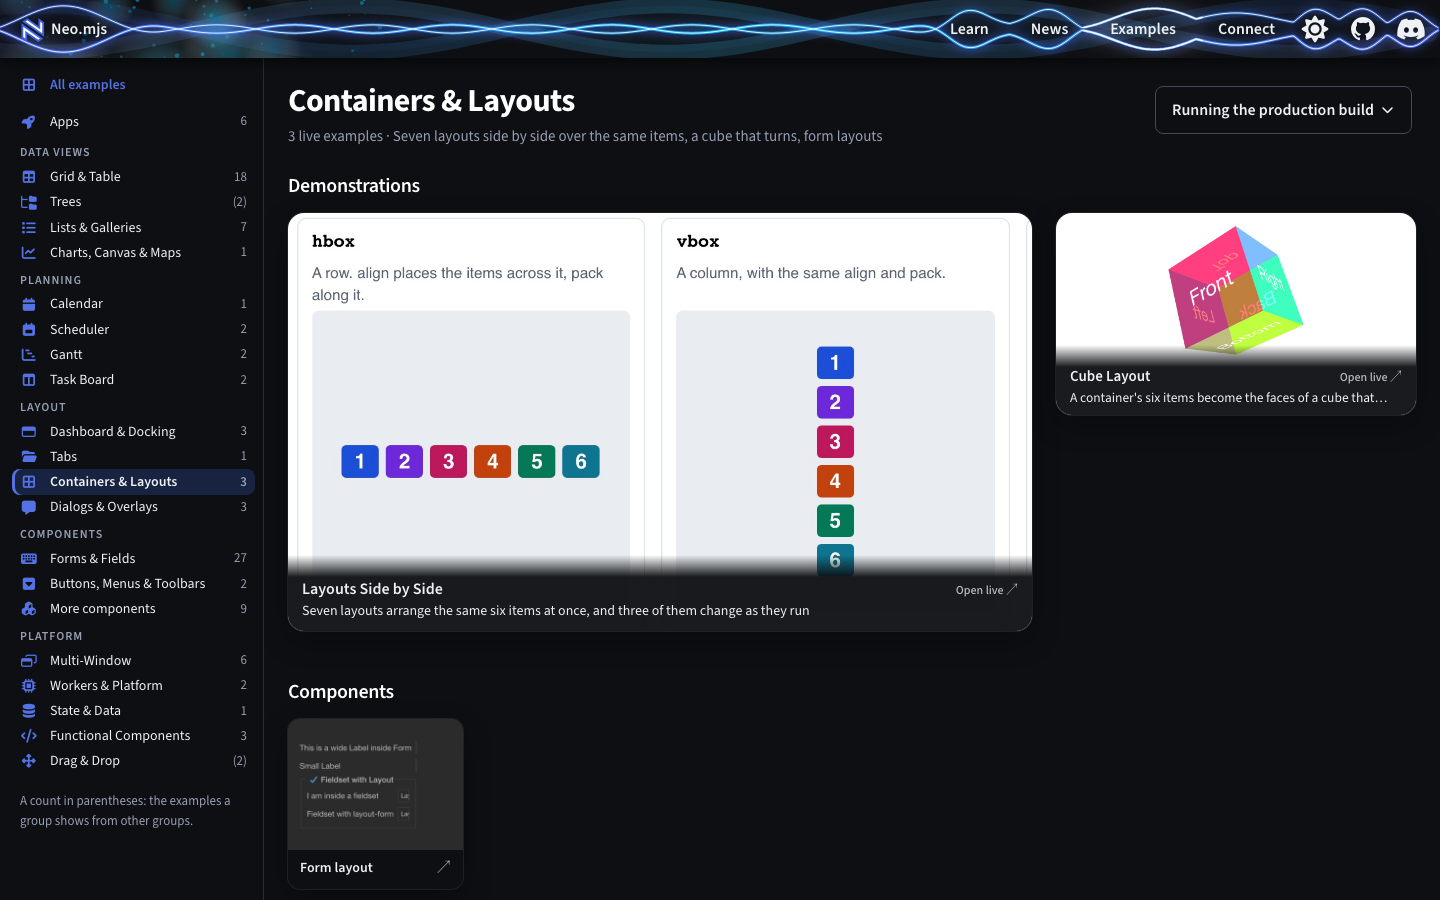 Neo.mjs
Learn
News
Examples
Connect
All examples
Apps 6
DATA VIEWS
Grid & Table 18
Trees (2)
Lists & Galleries 7
Charts, Canvas & Maps 1
PLANNING
Calendar 1
Scheduler 2
Gantt 2
Task Board 2
LAYOUT
Dashboard & Docking 3
Tabs 1
Containers & Layouts 3
Dialogs & Overlays 3
COMPONENTS
Forms & Fields 27
Buttons, Menus & Toolbars 2
More components 9
PLATFORM
Multi-Window 6
Workers & Platform 2
State & Data 1
Functional Components 3
Drag & Drop (2)
A count in parentheses: the examples a
group shows from other groups.
Containers & Layouts
3 live examples · Seven layouts side by side over the same items, a cube that turns, form layouts
Running the production build
Demonstrations
hbox
A row. align places the items across it, pack
along it.
1 2 3 4 5 6
vbox
A column, with the same align and pack.
1
2
3
4
5
6
Layouts Side by Side
Open live
Seven layouts arrange the same six items at once, and three of them change as they run
Top
Front
Right
Left
Back
Bottom
Cube Layout
Open live
A container's six items become the faces of a cube that...
Components
This is a wide Label inside Form
Small Label
Fieldset with Layout
I am inside a fieldset
Fieldset with layout-form
Form layout